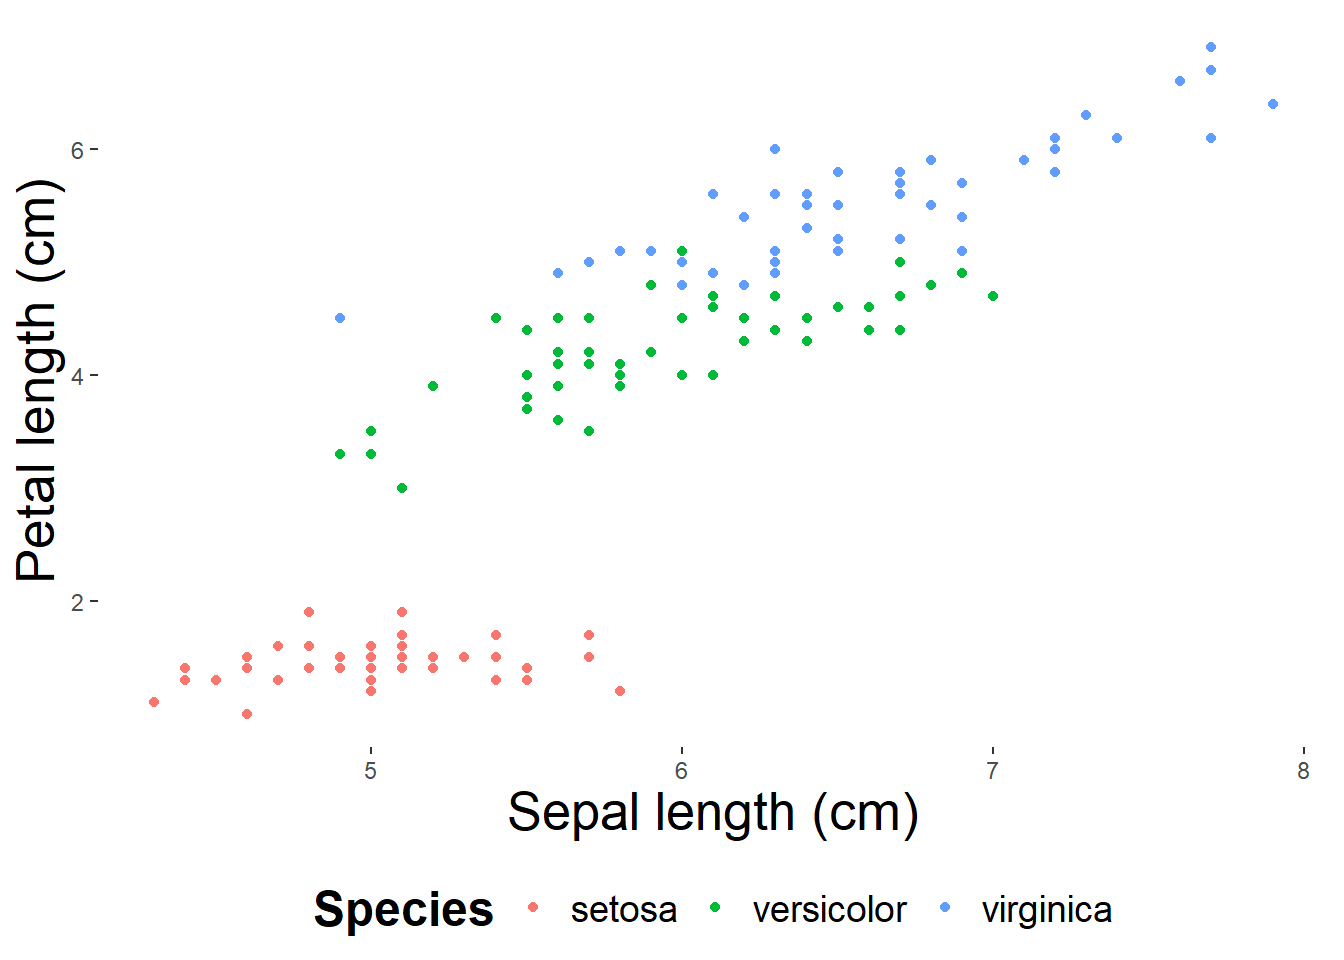 Petal length (cm)
6
4
2
5 6 7 8
Sepal length (cm)
Species setosa versicolor virginica